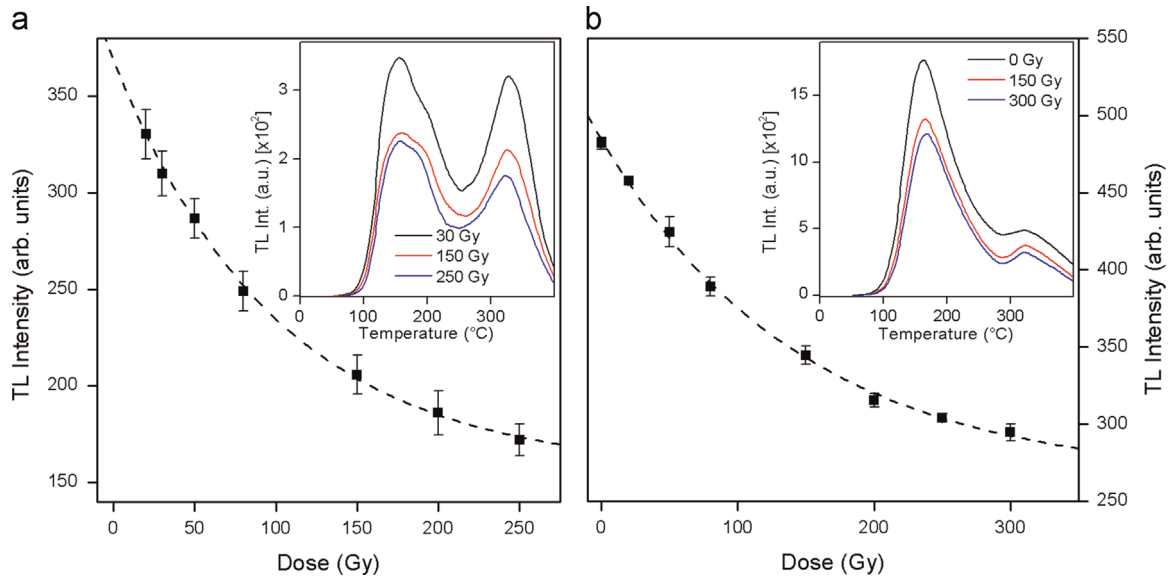 a
TL Intensity (arb. units)
350
300
250
200
150
0
50
100
150
200
250
Dose (Gy)
TL Int. (a.u.) [x10²]
3
2
1
0
0
100
200
300
Temperature (°C)
30 Gy
150 Gy
250 Gy
b
TL Int. (a.u.) [x10²]
15
10
5
0
0
100
200
300
Temperature (°C)
0 Gy
150 Gy
300 Gy
550
500
450
400
350
300
250
TL Intensity (arb. units)
0
100
200
300
Dose (Gy)